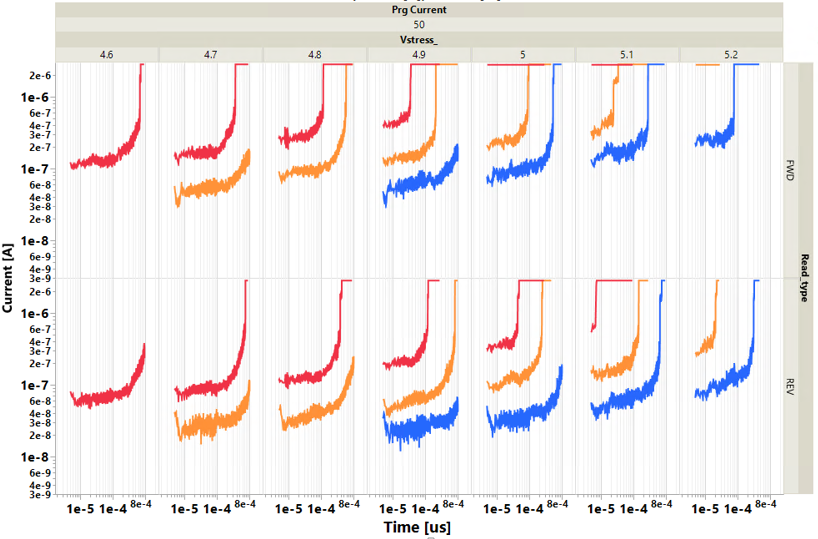 Prg Current
50
Vstress_
4.6 4.7 4.8 4.9 5 5.1 5.2
2e-6
1e-6
6e-7
4e-7
3e-7
2e-7
1e-7
6e-8
4e-8
3e-8
2e-8
1e-8
6e-9
4e-9
3e-9
FWD
2e-6
1e-6
6e-7
4e-7
3e-7
2e-7
1e-7
6e-8
4e-8
3e-8
2e-8
1e-8
6e-9
4e-9
3e-9
REV
Read_type
Current [A]
1e-5 1e-4 8e-4 1e-5 1e-4 8e-4 1e-5 1e-4 8e-4 1e-5 1e-4 8e-4 1e-5 1e-4 8e-4 1e-5 1e-4 8e-4 1e-5 1e-4 8e-4
Time [us]